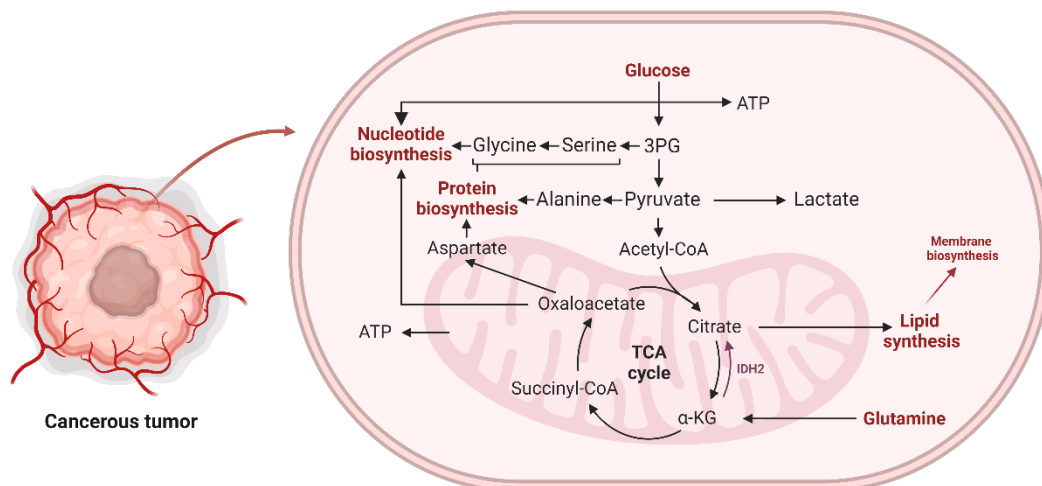 Glucose
ATP
Nucleotide
biosynthesis
Glycine
Serine
3PG
Protein
biosynthesis
Alanine
Pyruvate
Lactate
Aspartate
Acetyl-CoA
Membrane
biosynthesis
Oxaloacetate
Citrate
Lipid
synthesis
ATP
TCA
cycle
IDH2
Succinyl-CoA
α-KG
Glutamine
Cancerous tumor